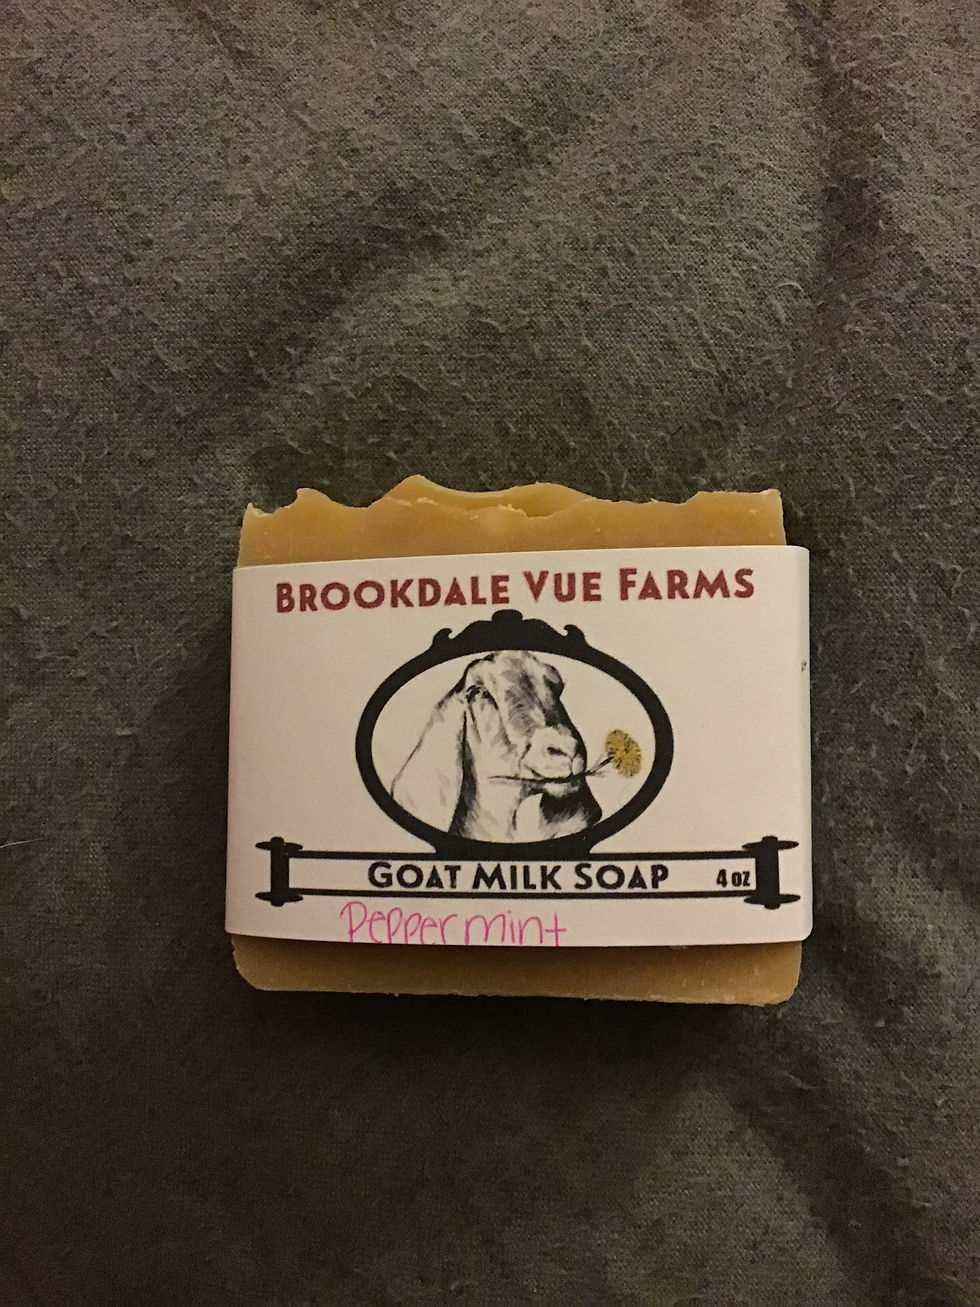 BROOKDALE VUE FARMS
GOAT MILK SOAP 4 OZ
Peppermint